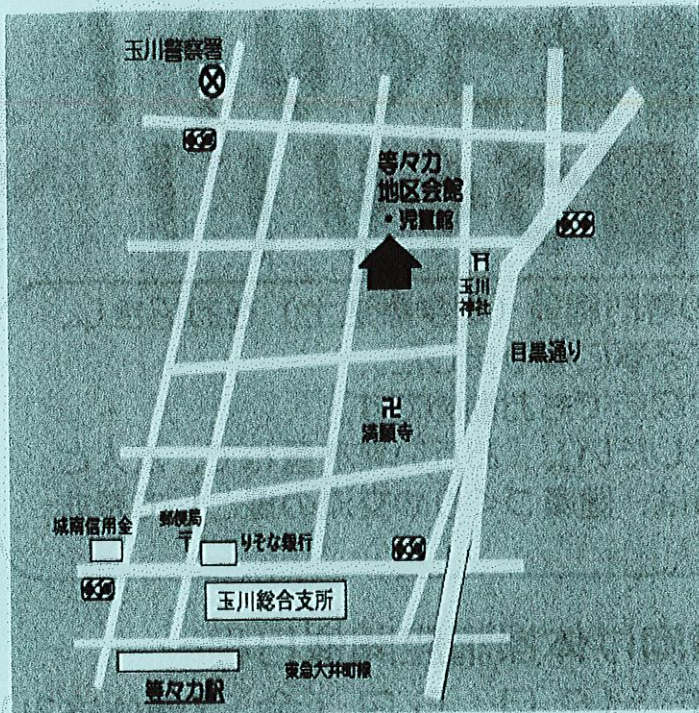 玉川警察署
等々力
地区会館
・児童館
玉川
神社
目黒通り
卍
満願寺
城南信用金
郵便局
〒
りそな銀行
玉川総合支所
東急大井町線
等々力駅